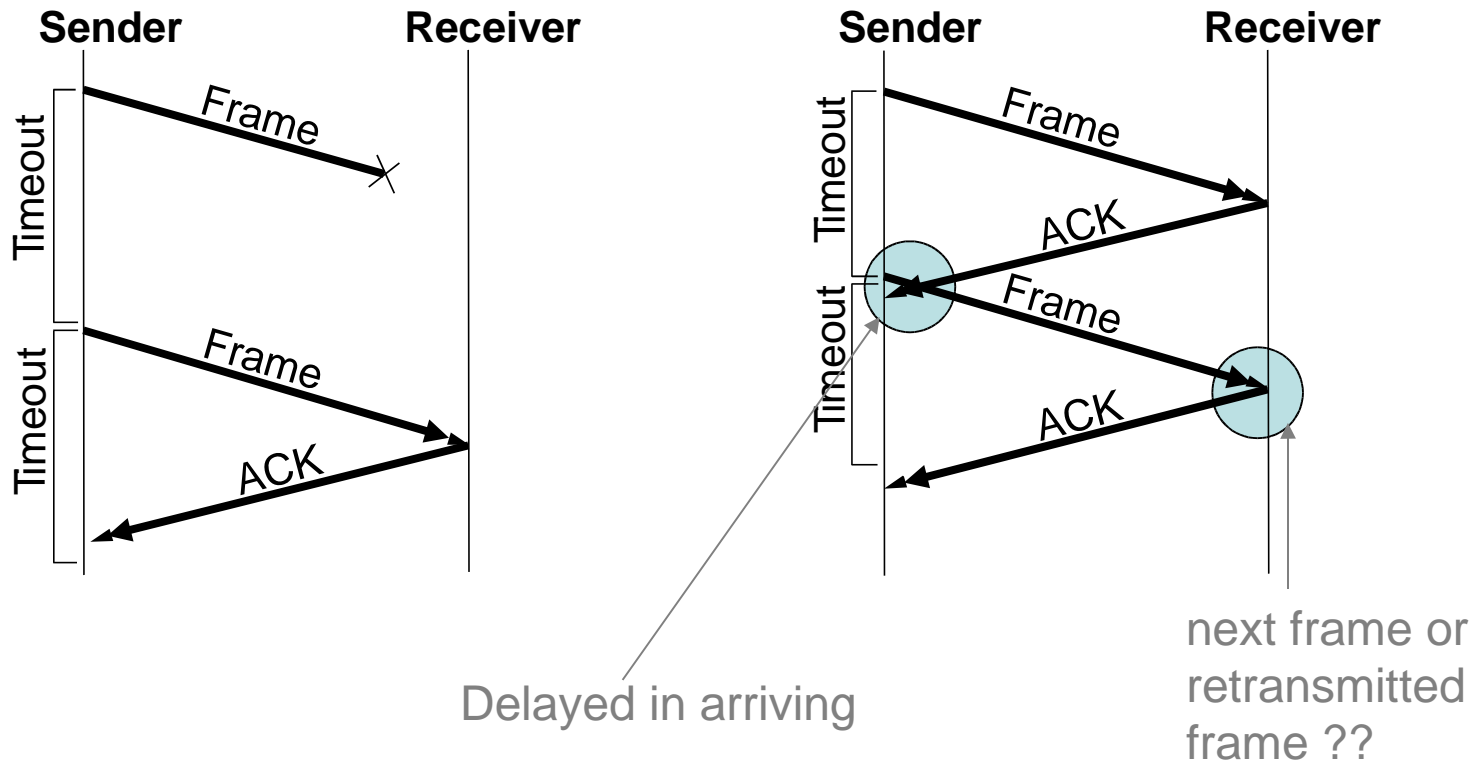 Sender
Receiver
Timeout
Frame
Timeout
Frame
ACK
Sender
Receiver
Timeout
Frame
ACK
Timeout
Frame
ACK
Delayed in arriving
next frame or
retransmitted
frame ??